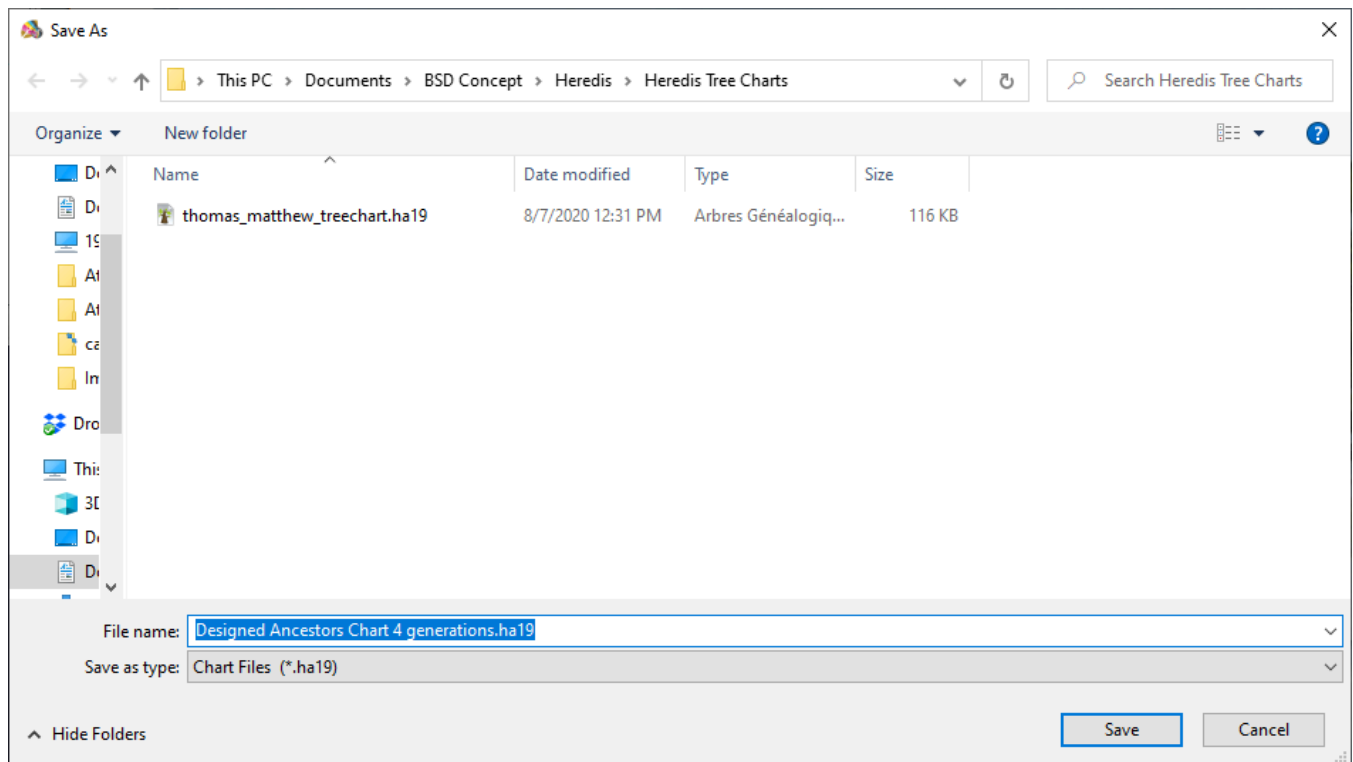 Save As
This PC > Documents > BSD Concept > Heredis > Heredis Tree Charts
Search Heredis Tree Charts
Organize
New folder
?
Name
Date modified
Type
Size
thomas_matthew_treechart.ha19
8/7/2020 12:31 PM
Arbres Généalogiq...
116 KB
19
ca
Dro
This
3D
File name:
Designed Ancestors Chart 4 generations.ha19
Save as type:
Chart Files (*.ha19)
Hide Folders
Save
Cancel